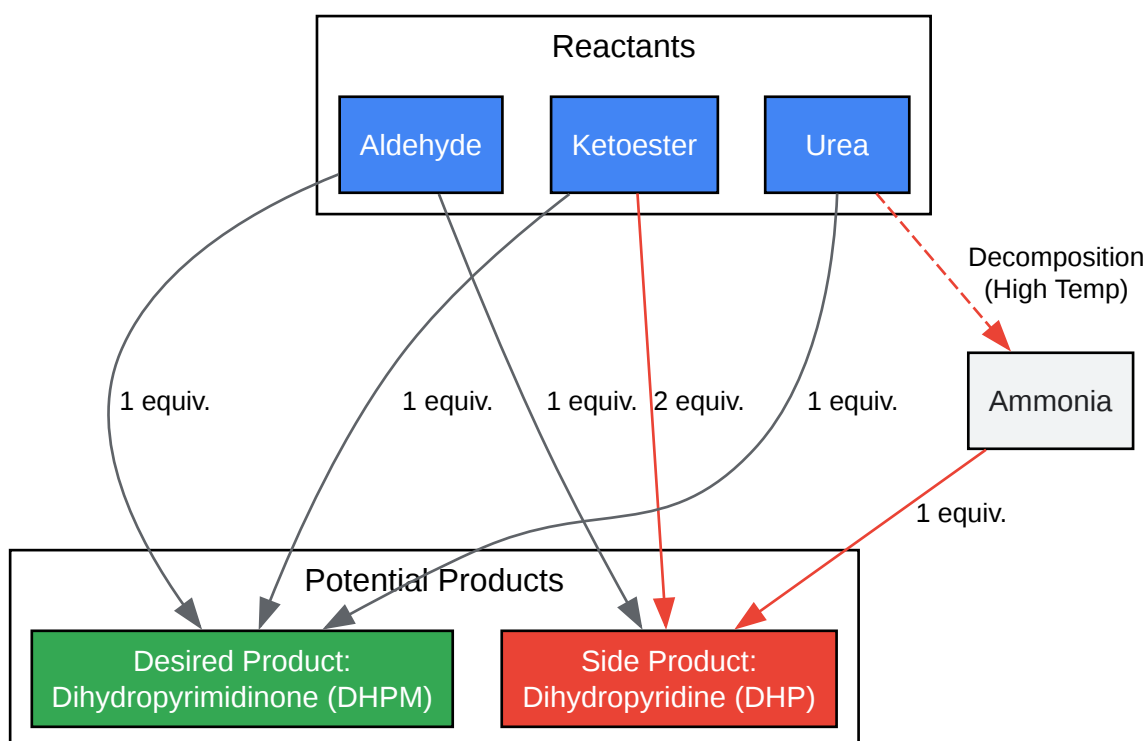 Reactants
Aldehyde
Ketoester
Urea
Decomposition
(High Temp)
Ammonia
1 equiv.
1 equiv.
1 equiv.
2 equiv.
1 equiv.
1 equiv.
Potential Products
Desired Product:
Dihydropyrimidinone (DHPM)
Side Product:
Dihydropyridine (DHP)